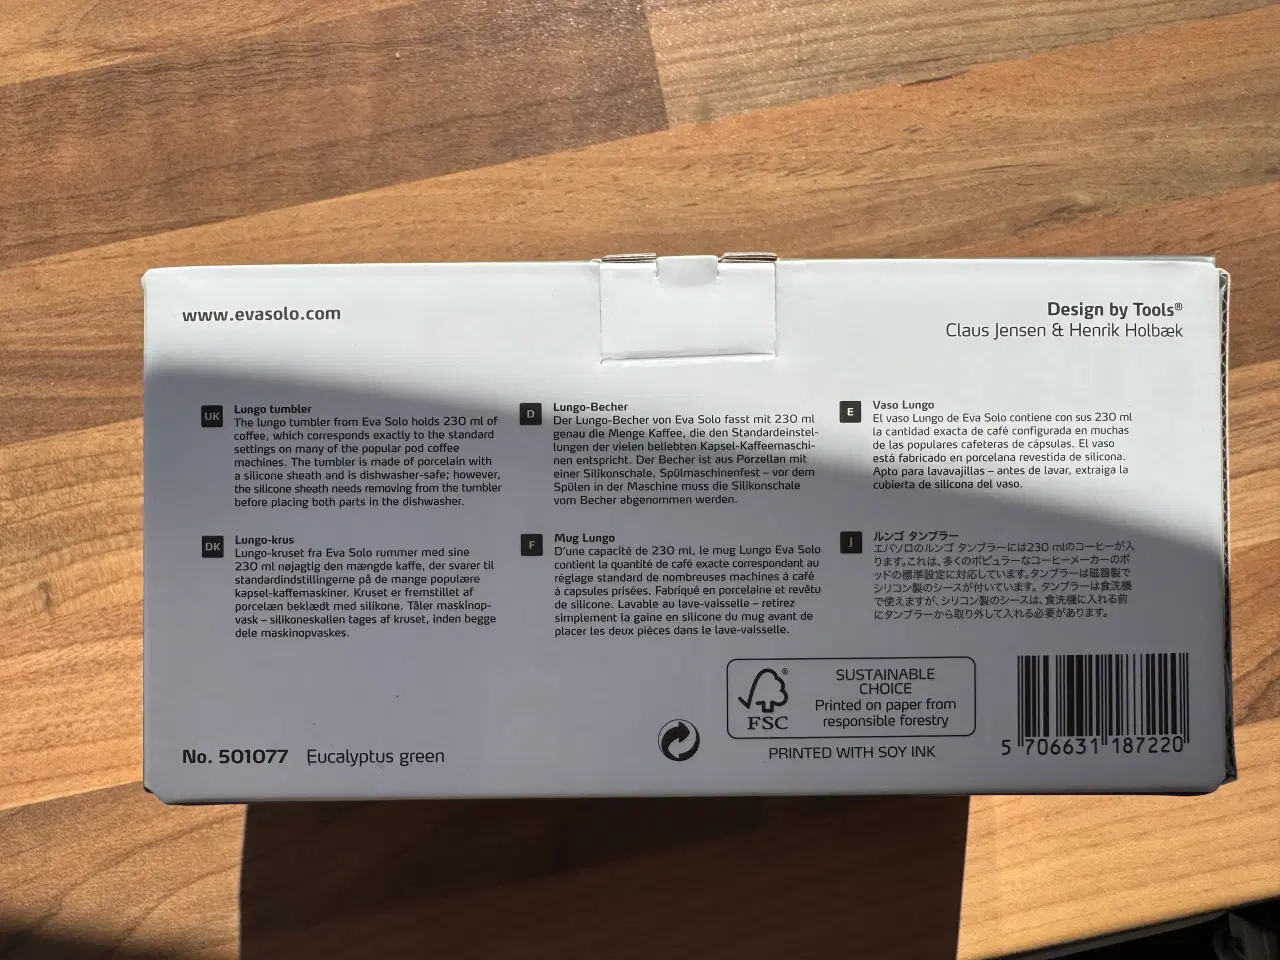 www.evasolo.com
Design by Tools®
Claus Jensen & Henrik Holbæk
UK
Lungo tumbler
The lungo tumbler from Eva Solo holds 230 ml of
coffee, which corresponds exactly to the standard
settings on many of the popular pod coffee
machines. The tumbler is made of porcelain with
a silicone sheath and is dishwasher-safe; however,
the silicone sheath needs removing from the tumbler
before placing both parts in the dishwasher.
D
Lungo-Becher
Der Lungo-Becher von Eva Solo fasst mit 230 ml
genau die Menge Kaffee, die den Standardeinstel-
lungen der vielen beliebten Kapsel-Kaffeemaschi-
nen entspricht. Der Becher ist aus Porzellan mit
einer Silikonschale. Spülmaschinenfest – vor dem
Spülen in der Maschine muss die Silikonschale
vom Becher abgenommen werden.
E
Vaso Lungo
El vaso Lungo de Eva Solo contiene con sus 230 ml
la cantidad exacta de café configurada en muchas
de las populares cafeteras de cápsulas. El vaso
está fabricado en porcelana revestida de silicona.
Apto para lavavajillas – antes de lavar, extraiga la
cubierta de silicona del vaso.
DK
Lungo-krus
Lungo-kruset fra Eva Solo rummer med sine
230 ml nøjagtig den mængde kaffe, der svarer til
standardindstillingerne på de mange populære
kapsel-kaffemaskiner. Kruset er fremstillet af
porcelæn beklædt med silikone. Tåler maskinop-
vask – silikoneskallen tages af kruset, inden begge
dele maskinopvaskes.
F
Mug Lungo
D'une capacité de 230 ml, le mug Lungo Eva Solo
contient la quantité de café exacte correspondant au
réglage standard de nombreuses machines à café
à capsules prisées. Fabriqué en porcelaine et revêtu
de silicone. Lavable au lave-vaisselle – retirez
simplement la gaine en silicone du mug avant de
placer les deux pièces dans le lave-vaisselle.
J
ルンゴ タンブラー
エバソロのルンゴ タンブラーには230 mlのコーヒーが入
ります。これは、多くのポピュラーなコーヒーメーカーのポ
ッドの標準設定に対応しています。タンブラーは磁器製で
シリコン製のシースが付いています。 タンブラーは食洗機
で使えますが、シリコン製のシースは、食洗機に入れる前
にタンブラーから取り外して入れる必要があります。
No. 501077 Eucalyptus green
FSC®
SUSTAINABLE
CHOICE
Printed on paper from
responsible forestry
PRINTED WITH SOY INK
5 706631 187220